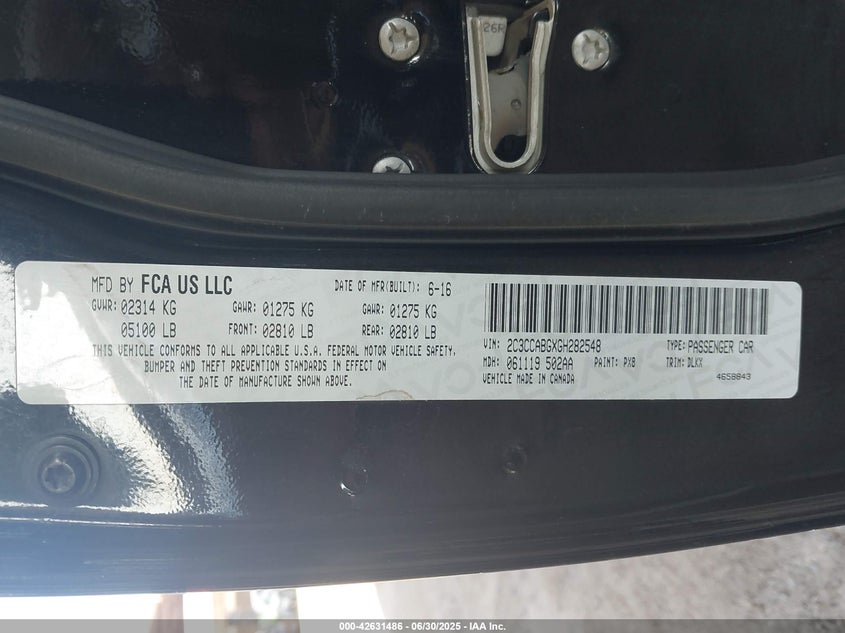 26R
MFD BY FCA US LLC
DATE OF MFR(BUILT): 6-16
GVWR: 02314 KG GAWR: 01275 KG GAWR: 01275 KG
05100 LB FRONT: 02810 LB REAR: 02810 LB
THIS VEHICLE CONFORMS TO ALL APPLICABLE U.S.A. FEDERAL MOTOR VEHICLE SAFETY,
BUMPER AND THEFT PREVENTION STANDARDS IN EFFECT ON
THE DATE OF MANUFACTURE SHOWN ABOVE.
VIN: 2C3CCABGXGH282548 TYPE: PASSENGER CAR
MDH: 061119 502AA PAINT: PX8 TRIM: DLKX
VEHICLE MADE IN CANADA 4658843
000-42631486 - 06/30/2025 - IAA Inc.